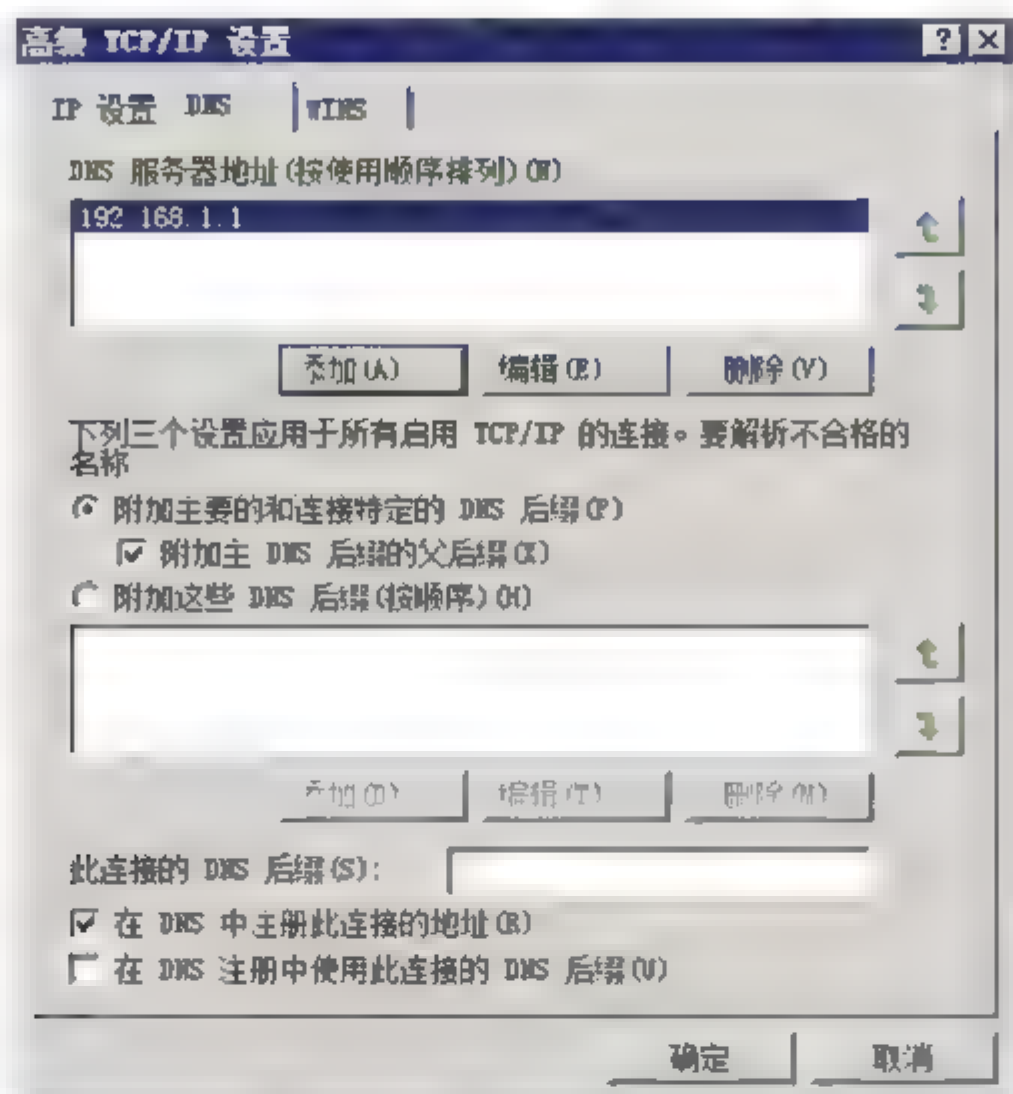 高级 TCP/IP 设置
IP 设置 DNS WINS
DNS 服务器地址(按使用顺序排列)(N)
192 168.1.1
添加(A) 编辑(E) 删除(V)
下列三个设置应用于所有启用 TCP/IP 的连接。要解析不合格的
名称
附加主要的和连接特定的 DNS 后缀(P)
附加主 DNS 后缀的父后缀(X)
附加这些 DNS 后缀(按顺序)(H)
添加(D) 编辑(T) 删除(M)
此连接的 DNS 后缀(S):
在 DNS 中注册此连接的地址(R)
在 DNS 注册中使用此连接的 DNS 后缀(U)
确定 取消